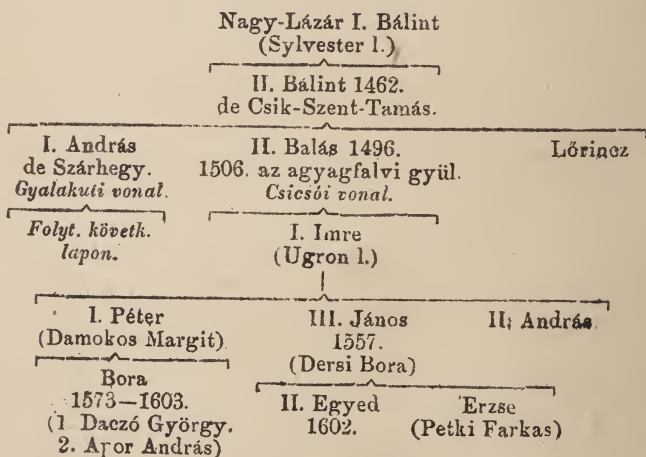 Nagy-Lázár I. Bálint
(Sylvester l.)
II. Bálint 1462.
de Csik-Szent-Tamás.
I. András
de Szárhegy.
Gyalakuti vonal.
Folyt. követk.
lapon.
II. Balás 1496.
1506. az agyagfalvi gyül.
Csicsói vonal.
Lőrincz
I. Imre
(Ugron l.)
I. Péter
(Damokos Margit)
Bora
1573—1603.
(1 Daczó György.
2. Apor András)
III. János
1557.
(Dersi Bora)
II. Egyed
1602.
Erzse
(Petki Farkas)
II. András